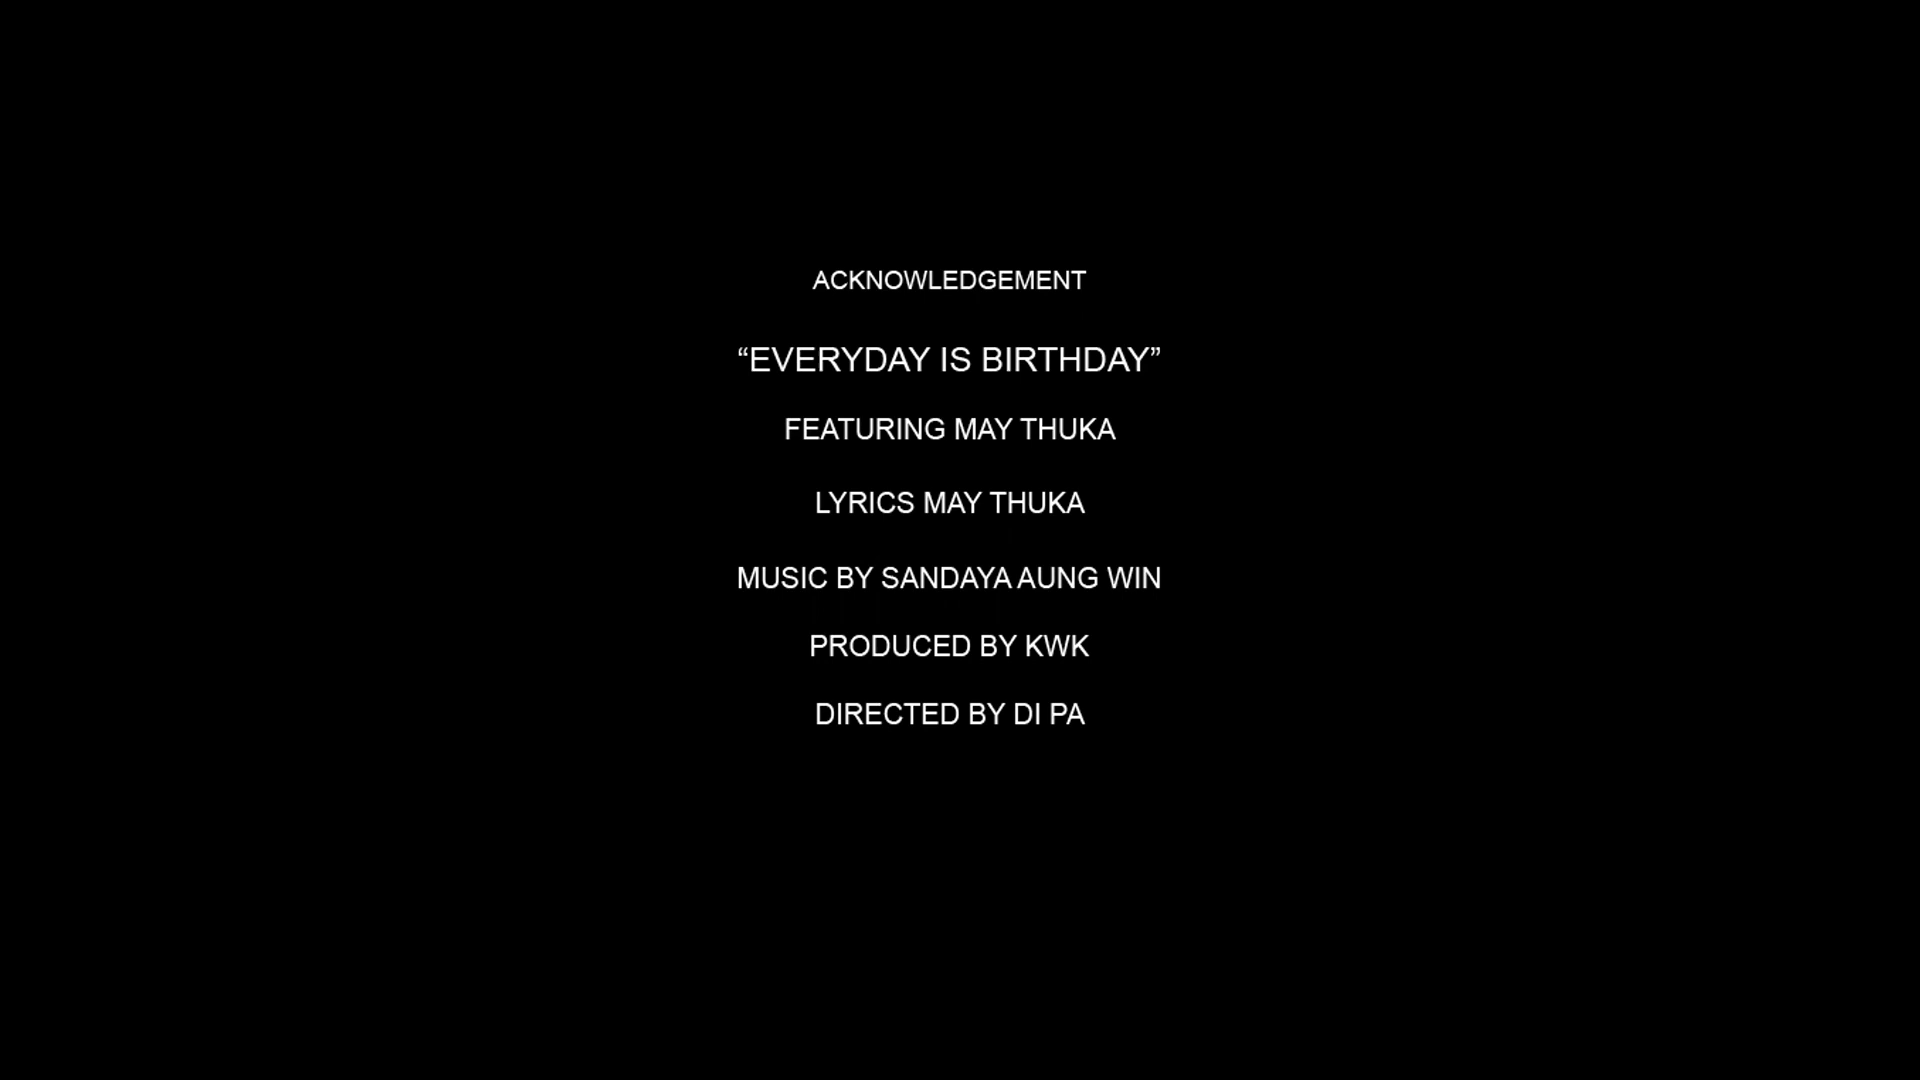 ACKNOWLEDGEMENT
“EVERYDAY IS BIRTHDAY”
FEATURING MAY THUKA
LYRICS MAY THUKA
MUSIC BY SANDAYA AUNG WIN
PRODUCED BY KWK
DIRECTED BY DI PA